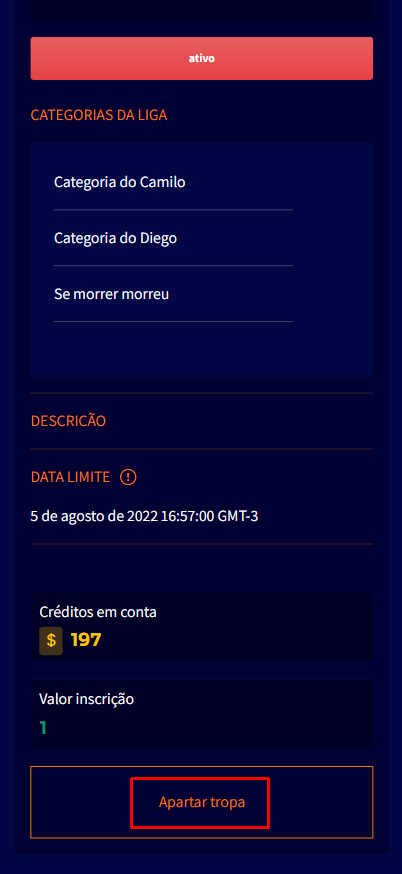 ativo
CATEGORIAS DA LIGA
Categoria do Camilo
Categoria do Diego
Se morrer morreu
DESCRICÃO
DATA LIMITE
5 de agosto de 2022 16:57:00 GMT-3
Créditos em conta
$ 197
Valor inscrição
1
Apartar tropa